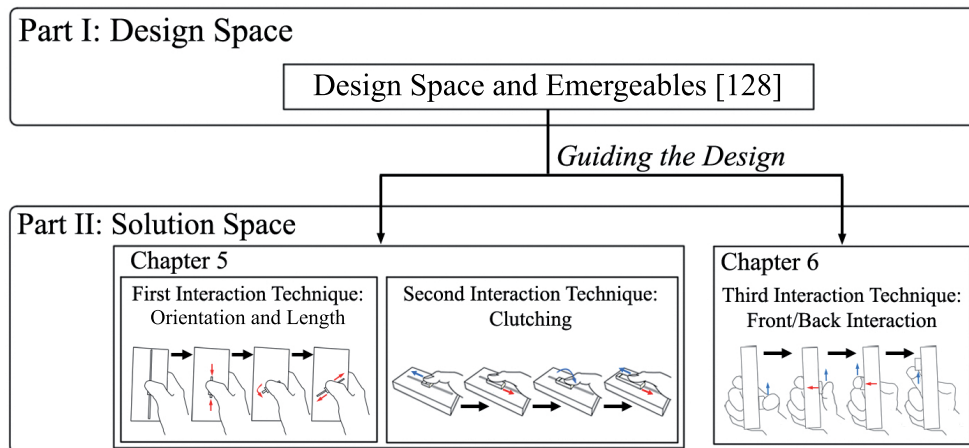 Part I: Design Space
Design Space and Emergeables [128]
Guiding the Design
Part II: Solution Space
Chapter 5
First Interaction Technique:
Orientation and Length
Second Interaction Technique:
Clutching
Chapter 6
Third Interaction Technique:
Front/Back Interaction